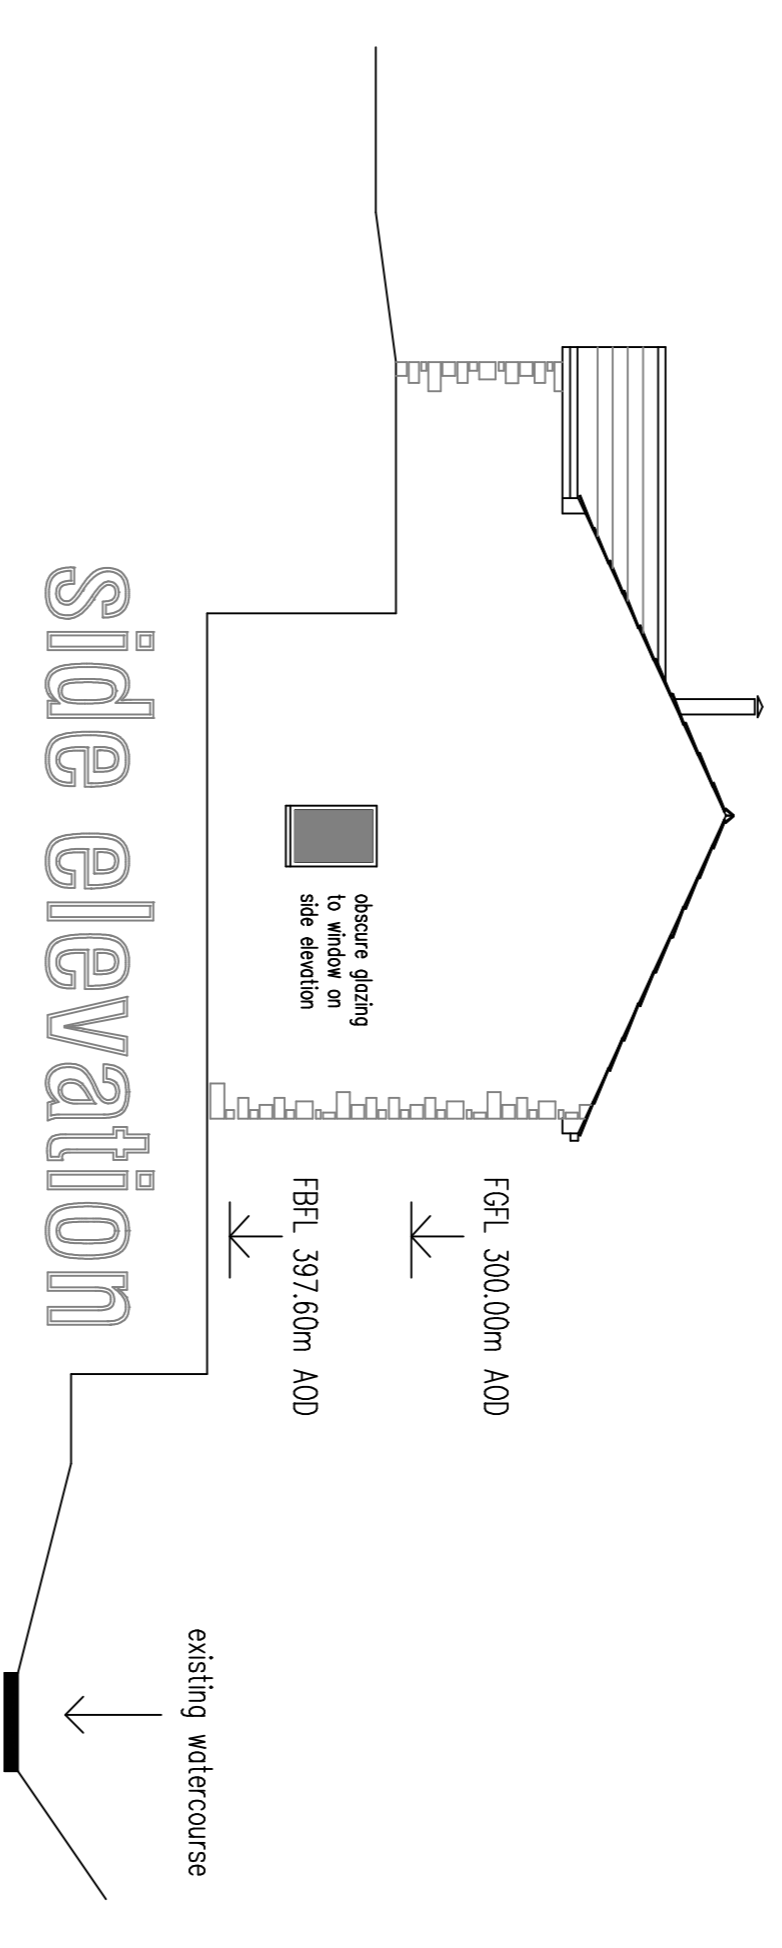 FGFL 300.00m AOD
FBFL 397.60m AOD
obscure glazing
to window on
side elevation
existing watercourse
side elevation